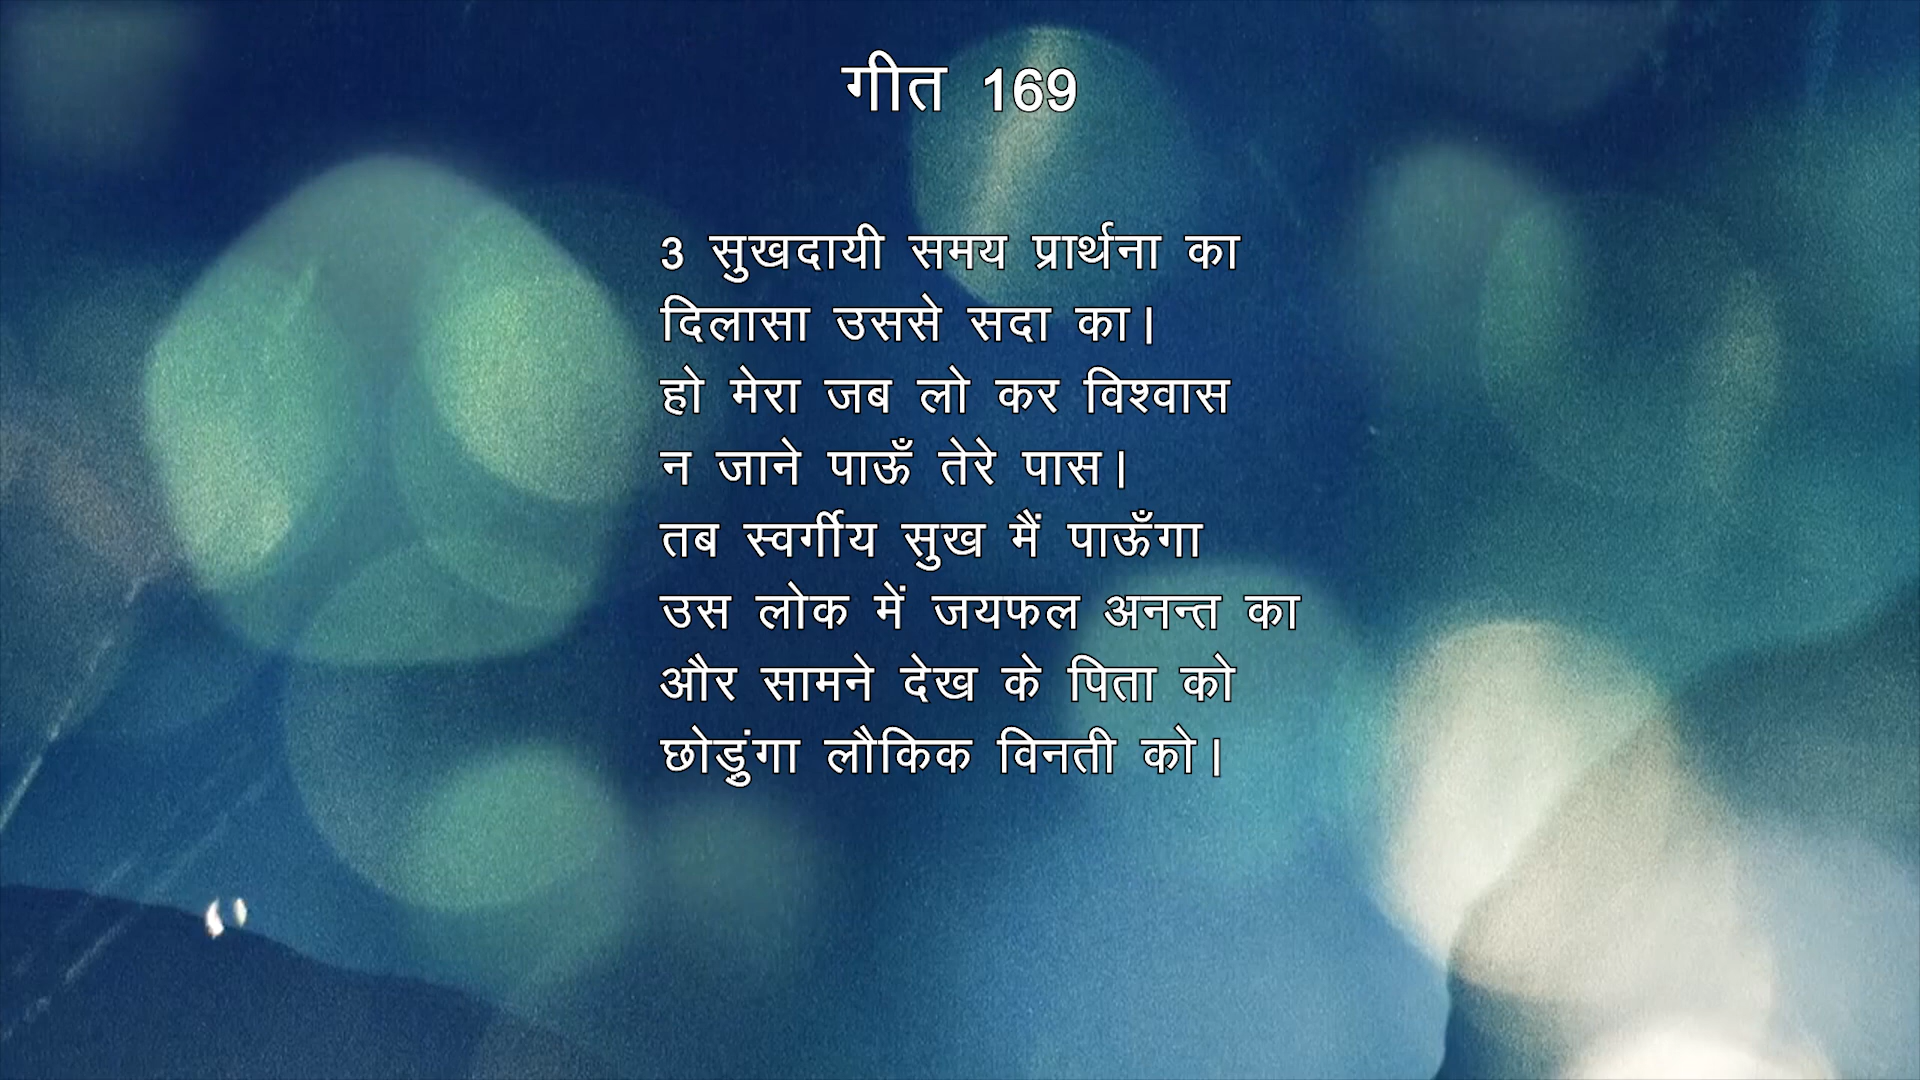 गीत 169
3 सुखदायी समय प्रार्थना का
दिलासा उससे सदा का|
हो मेरा जब लो कर विश्वास
न जाने पाऊँ तेरे पास|
तब स्वर्गीय सुख मैं पाऊँगा
उस लोक में जयफल अनन्त का
और सामने देख के पिता को
छोड़ुंगा लौकिक विनती को|